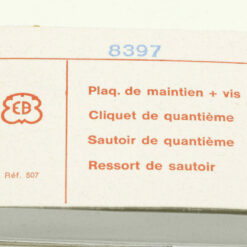 8397
EB
Plaq. de maintien + vis
Cliquet de quantième
Sautoir de quantième
Ressort de sautoir
Réf. 507